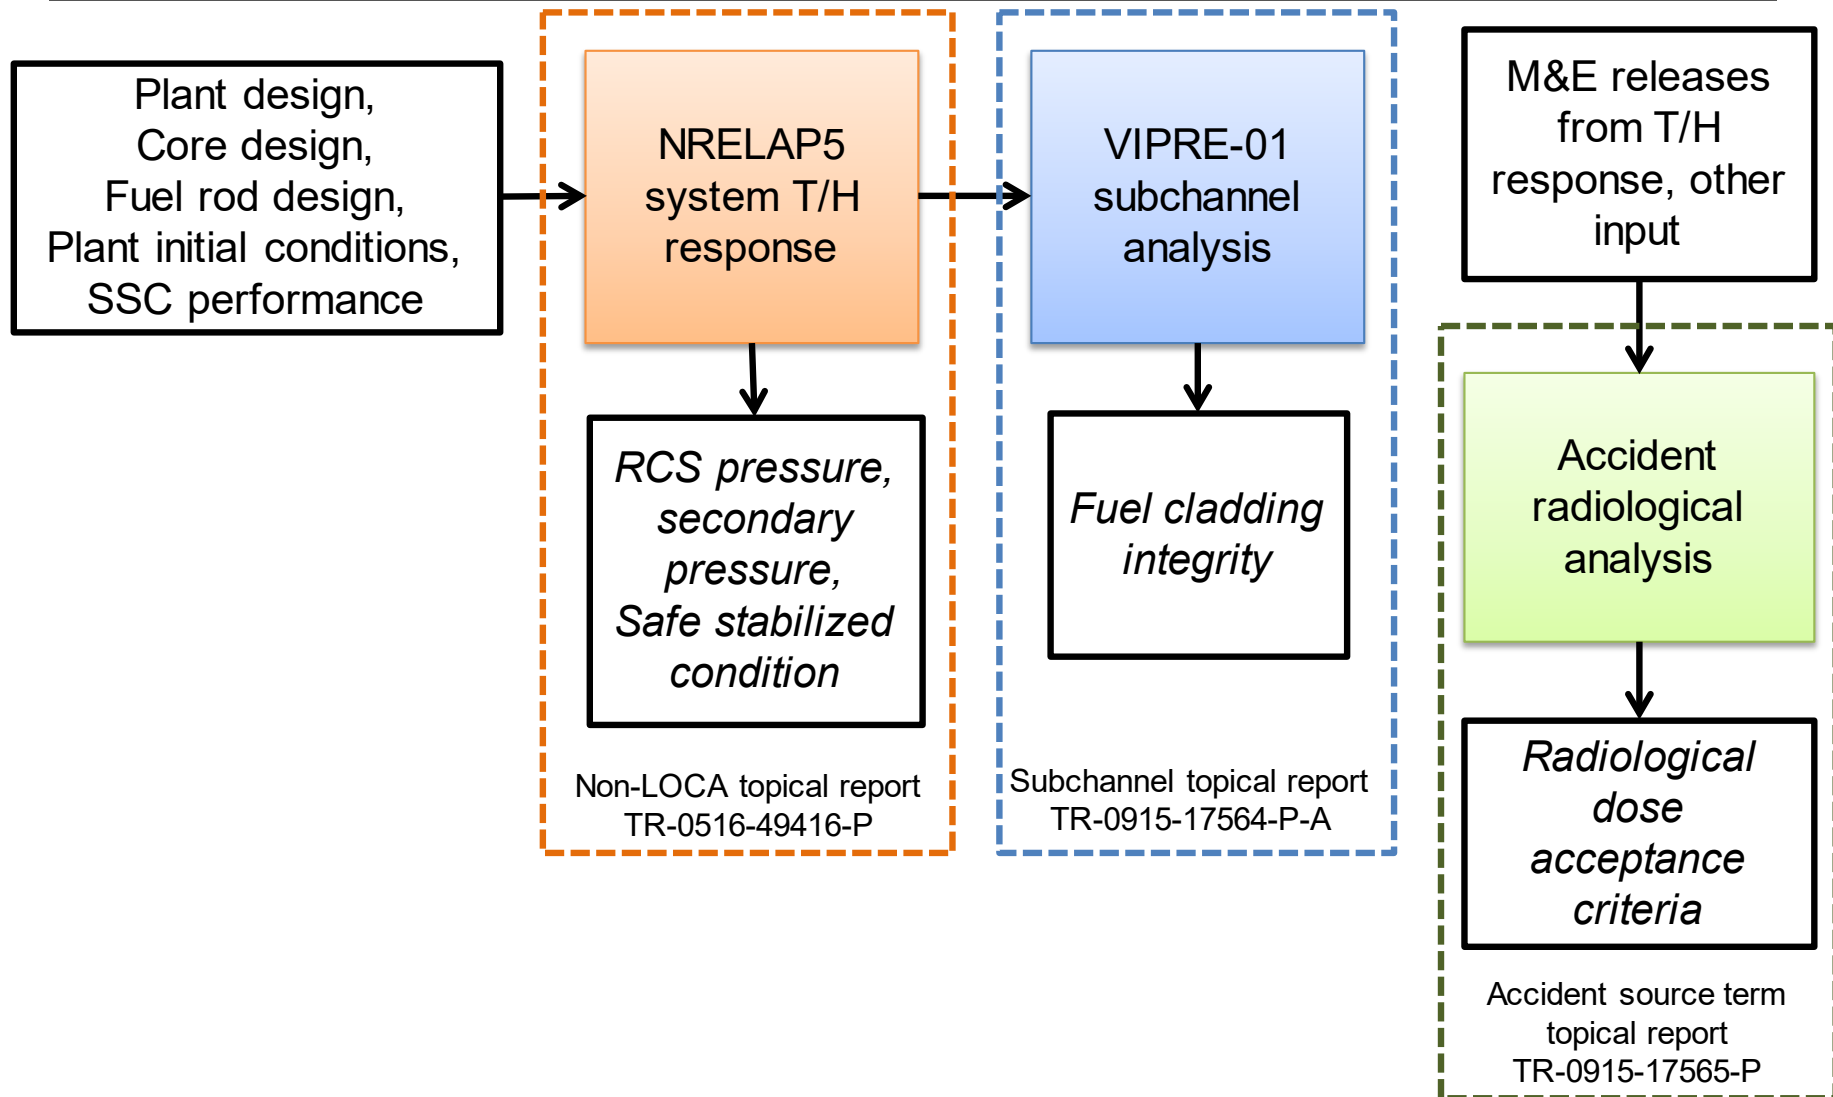 Plant design,
Core design,
Fuel rod design,
Plant initial conditions,
SSC performance
NRELAP5
system T/H
response
RCS pressure,
secondary
pressure,
Safe stabilized
condition
Non-LOCA topical report
TR-0516-49416-P
VIPRE-01
subchannel
analysis
Fuel cladding
integrity
Subchannel topical report
TR-0915-17564-P-A
M&E releases
from T/H
response, other
input
Accident
radiological
analysis
Radiological
dose
acceptance
criteria
Accident source term
topical report
TR-0915-17565-P